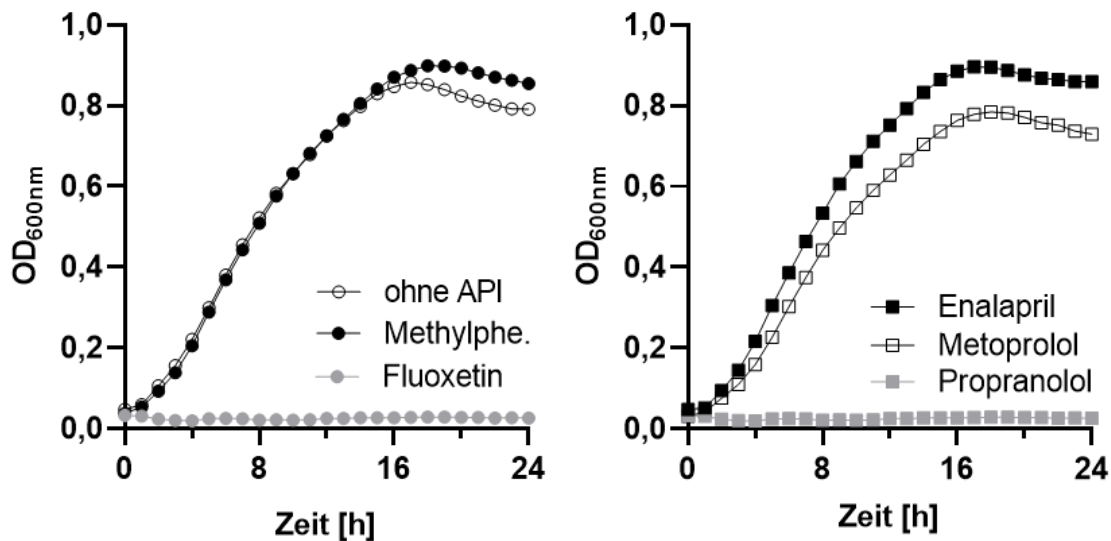 1,0
0,8
0,6
0,4
0,2
0,0
OD600nm
ohne API
Methylphe.
Fluoxetin
0 8 16 24
Zeit [h]
1,0
0,8
0,6
0,4
0,2
0,0
OD600nm
Enalapril
Metoprolol
Propranolol
0 8 16 24
Zeit [h]